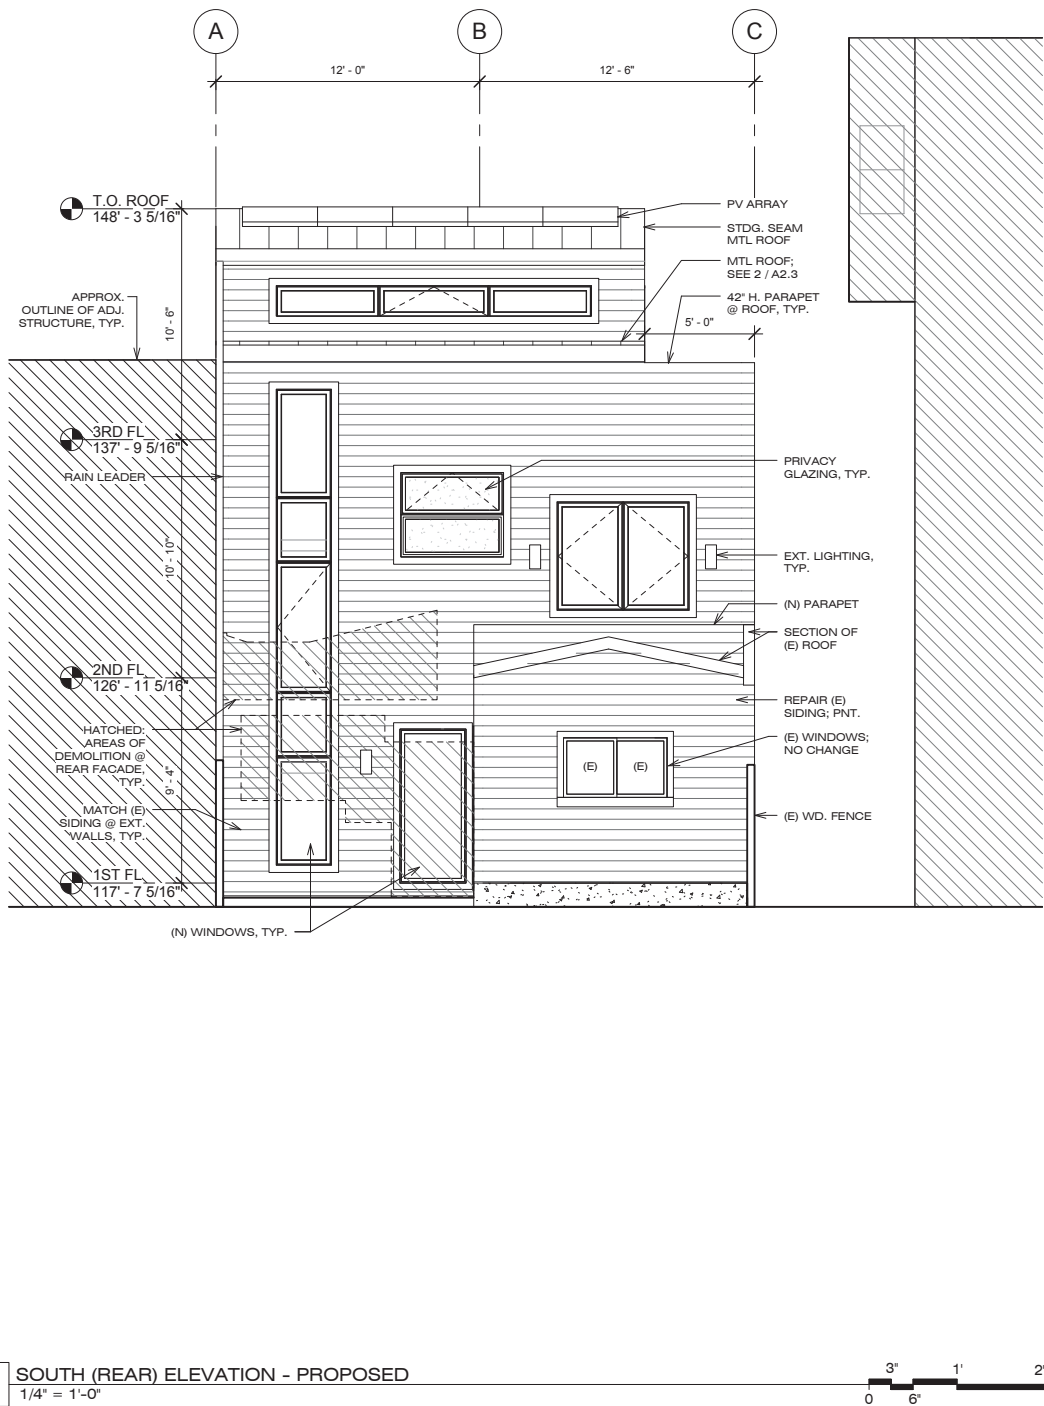 A
B
C
12' - 0"
12' - 6"
T.O. ROOF
148' - 3 5/16"
PV ARRAY
STDG. SEAM
MTL ROOF
MTL ROOF;
SEE 2 / A2.3
42" H. PARAPET
@ ROOF, TYP.
5' - 0"
APPROX.
OUTLINE OF ADJ.
STRUCTURE, TYP.
10' - 6"
3RD FL
137' - 9 5/16"
RAIN LEADER
PRIVACY
GLAZING, TYP.
10' - 10"
EXT. LIGHTING,
TYP.
(N) PARAPET
SECTION OF
(E) ROOF
2ND FL
126' - 11 5/16"
REPAIR (E)
SIDING; PNT.
HATCHED:
AREAS OF
DEMOLITION @
REAR FACADE,
TYP.
(E) WINDOWS;
NO CHANGE
(E)
(E)
9' - 4"
MATCH (E)
SIDING @ EXT.
WALLS, TYP.
(E) WD. FENCE
1ST FL
117' - 7 5/16"
(N) WINDOWS, TYP.
SOUTH (REAR) ELEVATION - PROPOSED
1/4" = 1'-0"
3"
1'
2'
0
6"